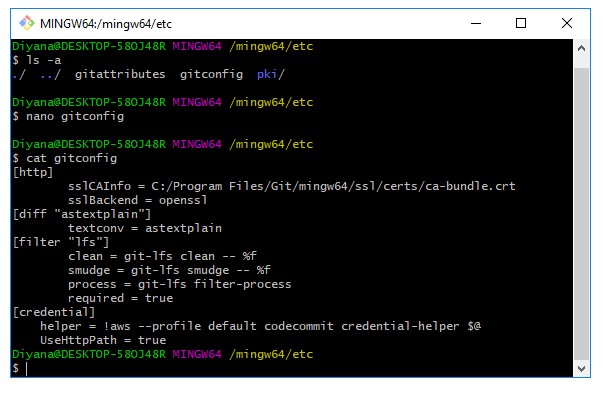 MINGW64:/mingw64/etc
Diyana@DESKTOP-58OJ48R MINGW64 /mingw64/etc
$ ls -a
./  ../  gitattributes  gitconfig  pki/
Diyana@DESKTOP-58OJ48R MINGW64 /mingw64/etc
$ nano gitconfig
Diyana@DESKTOP-58OJ48R MINGW64 /mingw64/etc
$ cat gitconfig
[http]
        sslCAInfo = C:/Program Files/Git/mingw64/ssl/certs/ca-bundle.crt
        sslBackend = openssl
[diff "astextplain"]
        textconv = astextplain
[filter "lfs"]
        clean = git-lfs clean -- %f
        smudge = git-lfs smudge -- %f
        process = git-lfs filter-process
        required = true
[credential]
    helper = !aws --profile default codecommit credential-helper $@
    UseHttpPath = true
Diyana@DESKTOP-58OJ48R MINGW64 /mingw64/etc
$